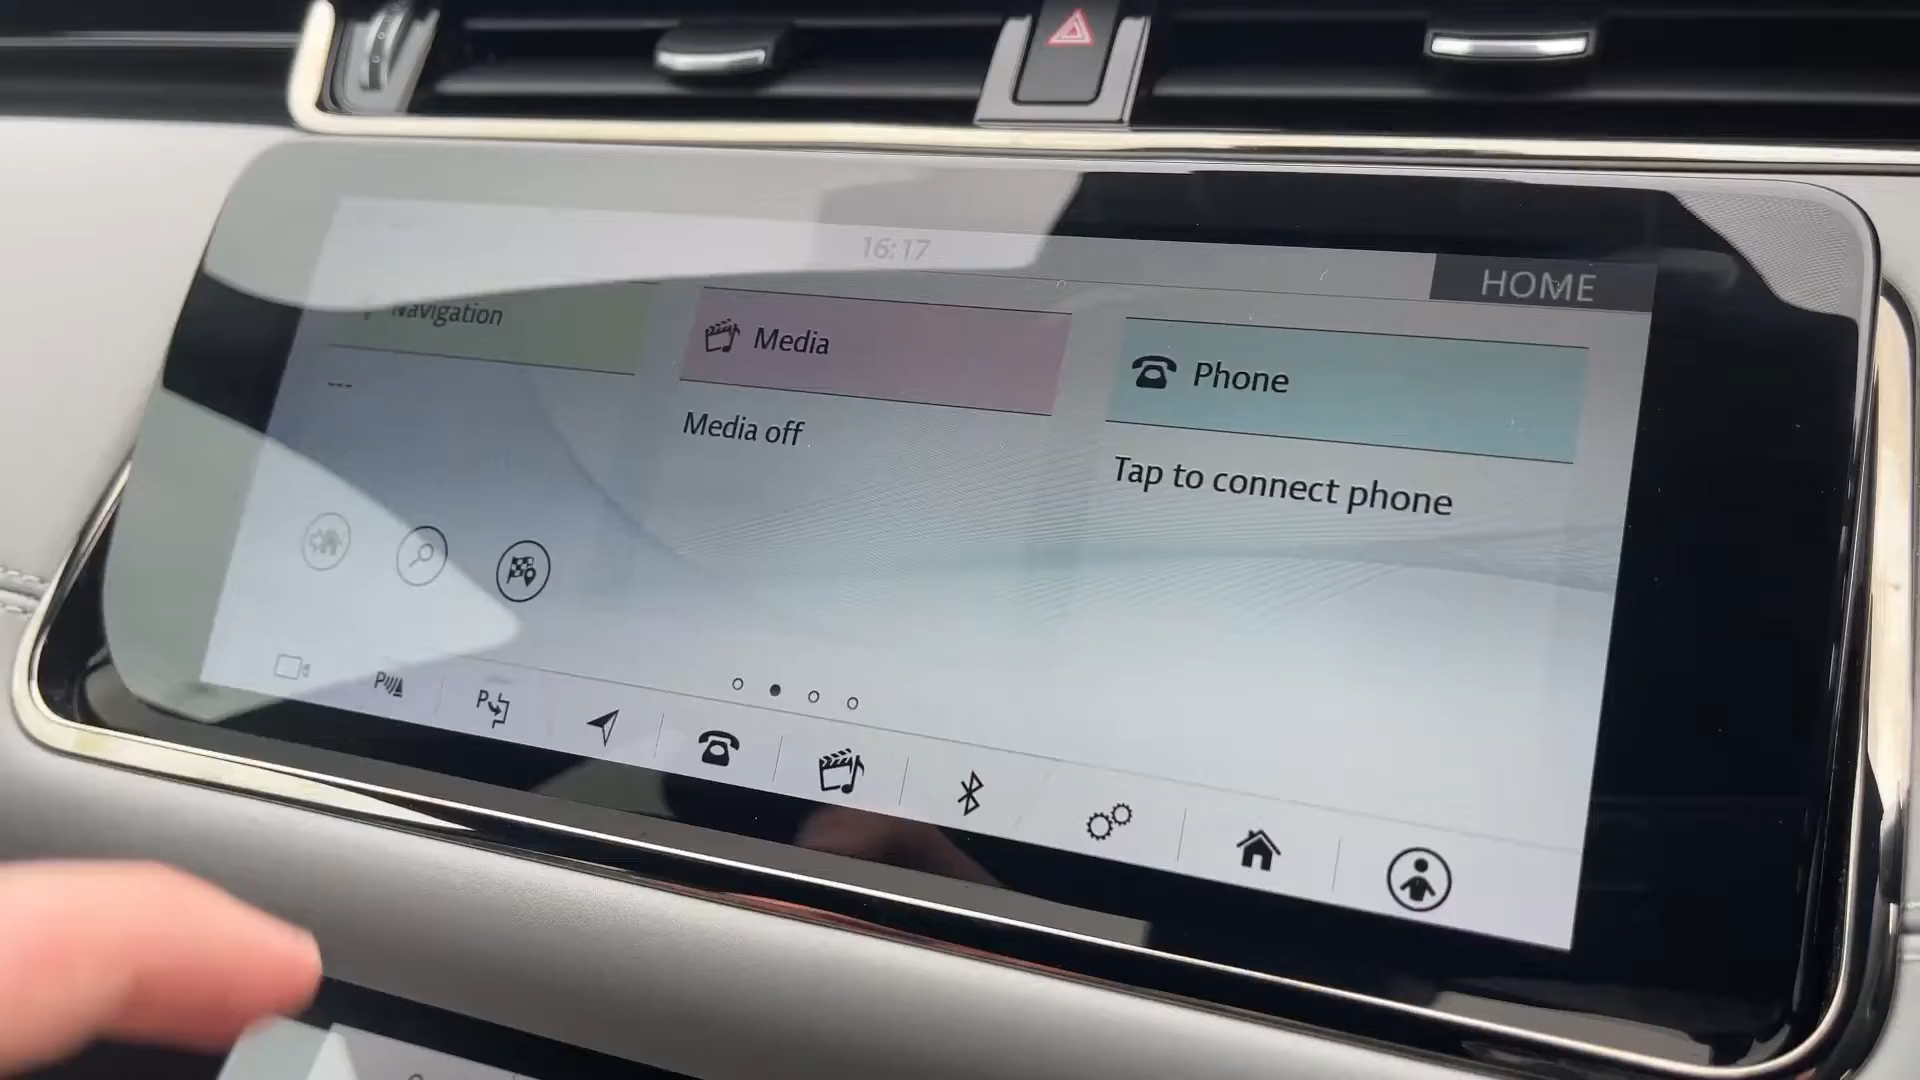 16:17
HOME
Navigation
Media
Phone
---
Media off
Tap to connect phone
P
P